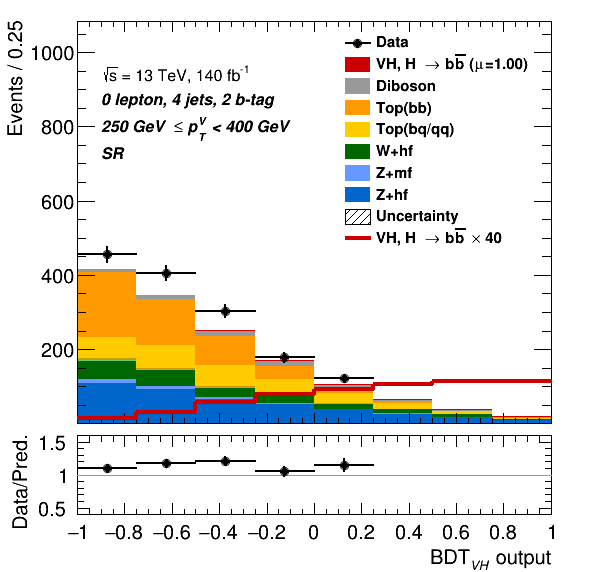 Events / 0.25
1000
800
600
400
200
√s = 13 TeV, 140 fb⁻¹
0 lepton, 4 jets, 2 b-tag
250 GeV ≤ p_T^V < 400 GeV
SR
Data
VH, H → bb̅ (μ=1.00)
Diboson
Top(bb)
Top(bq/qq)
W+hf
Z+mf
Z+hf
Uncertainty
VH, H → bb̅ × 40
Data/Pred.
1.5
1
0.5
−1 −0.8 −0.6 −0.4 −0.2 0 0.2 0.4 0.6 0.8 1
BDT_VH output